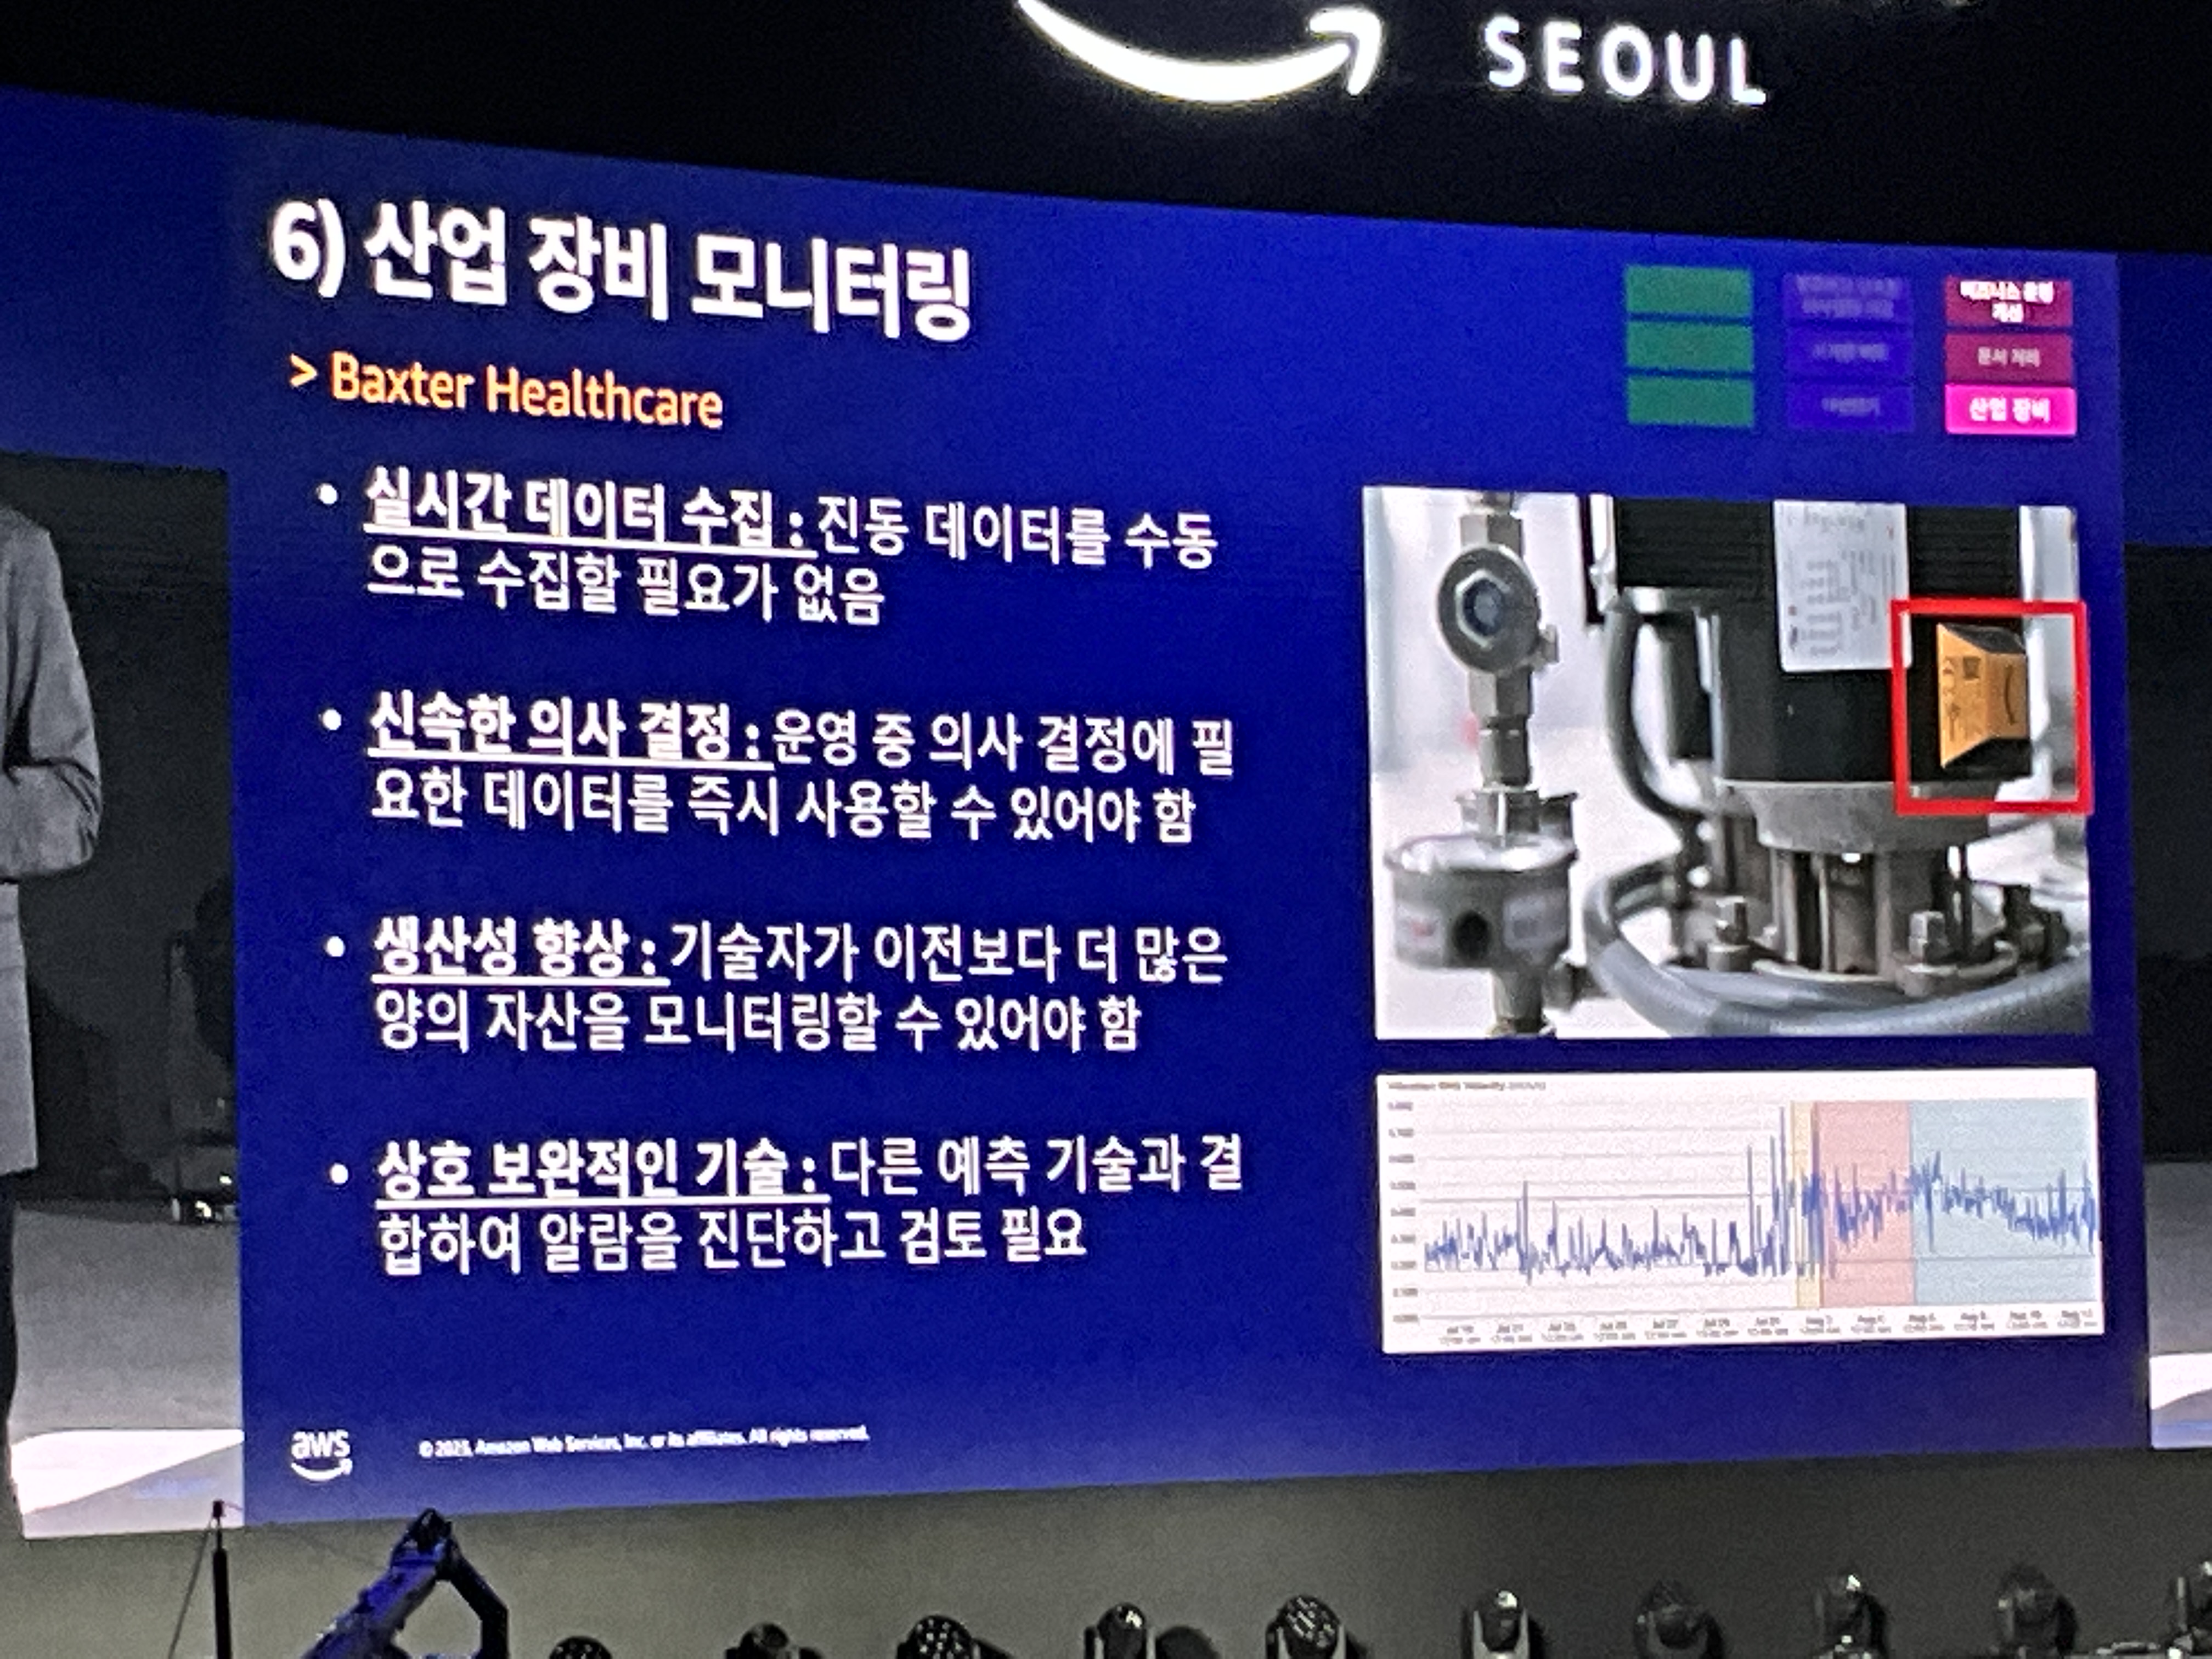 SEOUL
6) 산업 장비 모니터링
> Baxter Healthcare
비즈니스 운영
개선
문서 처리
산업 장비
• 실시간 데이터 수집 : 진동 데이터를 수동
으로 수집할 필요가 없음
• 신속한 의사 결정 : 운영 중 의사 결정에 필
요한 데이터를 즉시 사용할 수 있어야 함
• 생산성 향상 : 기술자가 이전보다 더 많은
양의 자산을 모니터링할 수 있어야 함
• 상호 보완적인 기술 : 다른 예측 기술과 결
합하여 알람을 진단하고 검토 필요
aws
© 2023, Amazon Web Services, Inc. or its affiliates. All rights reserved.